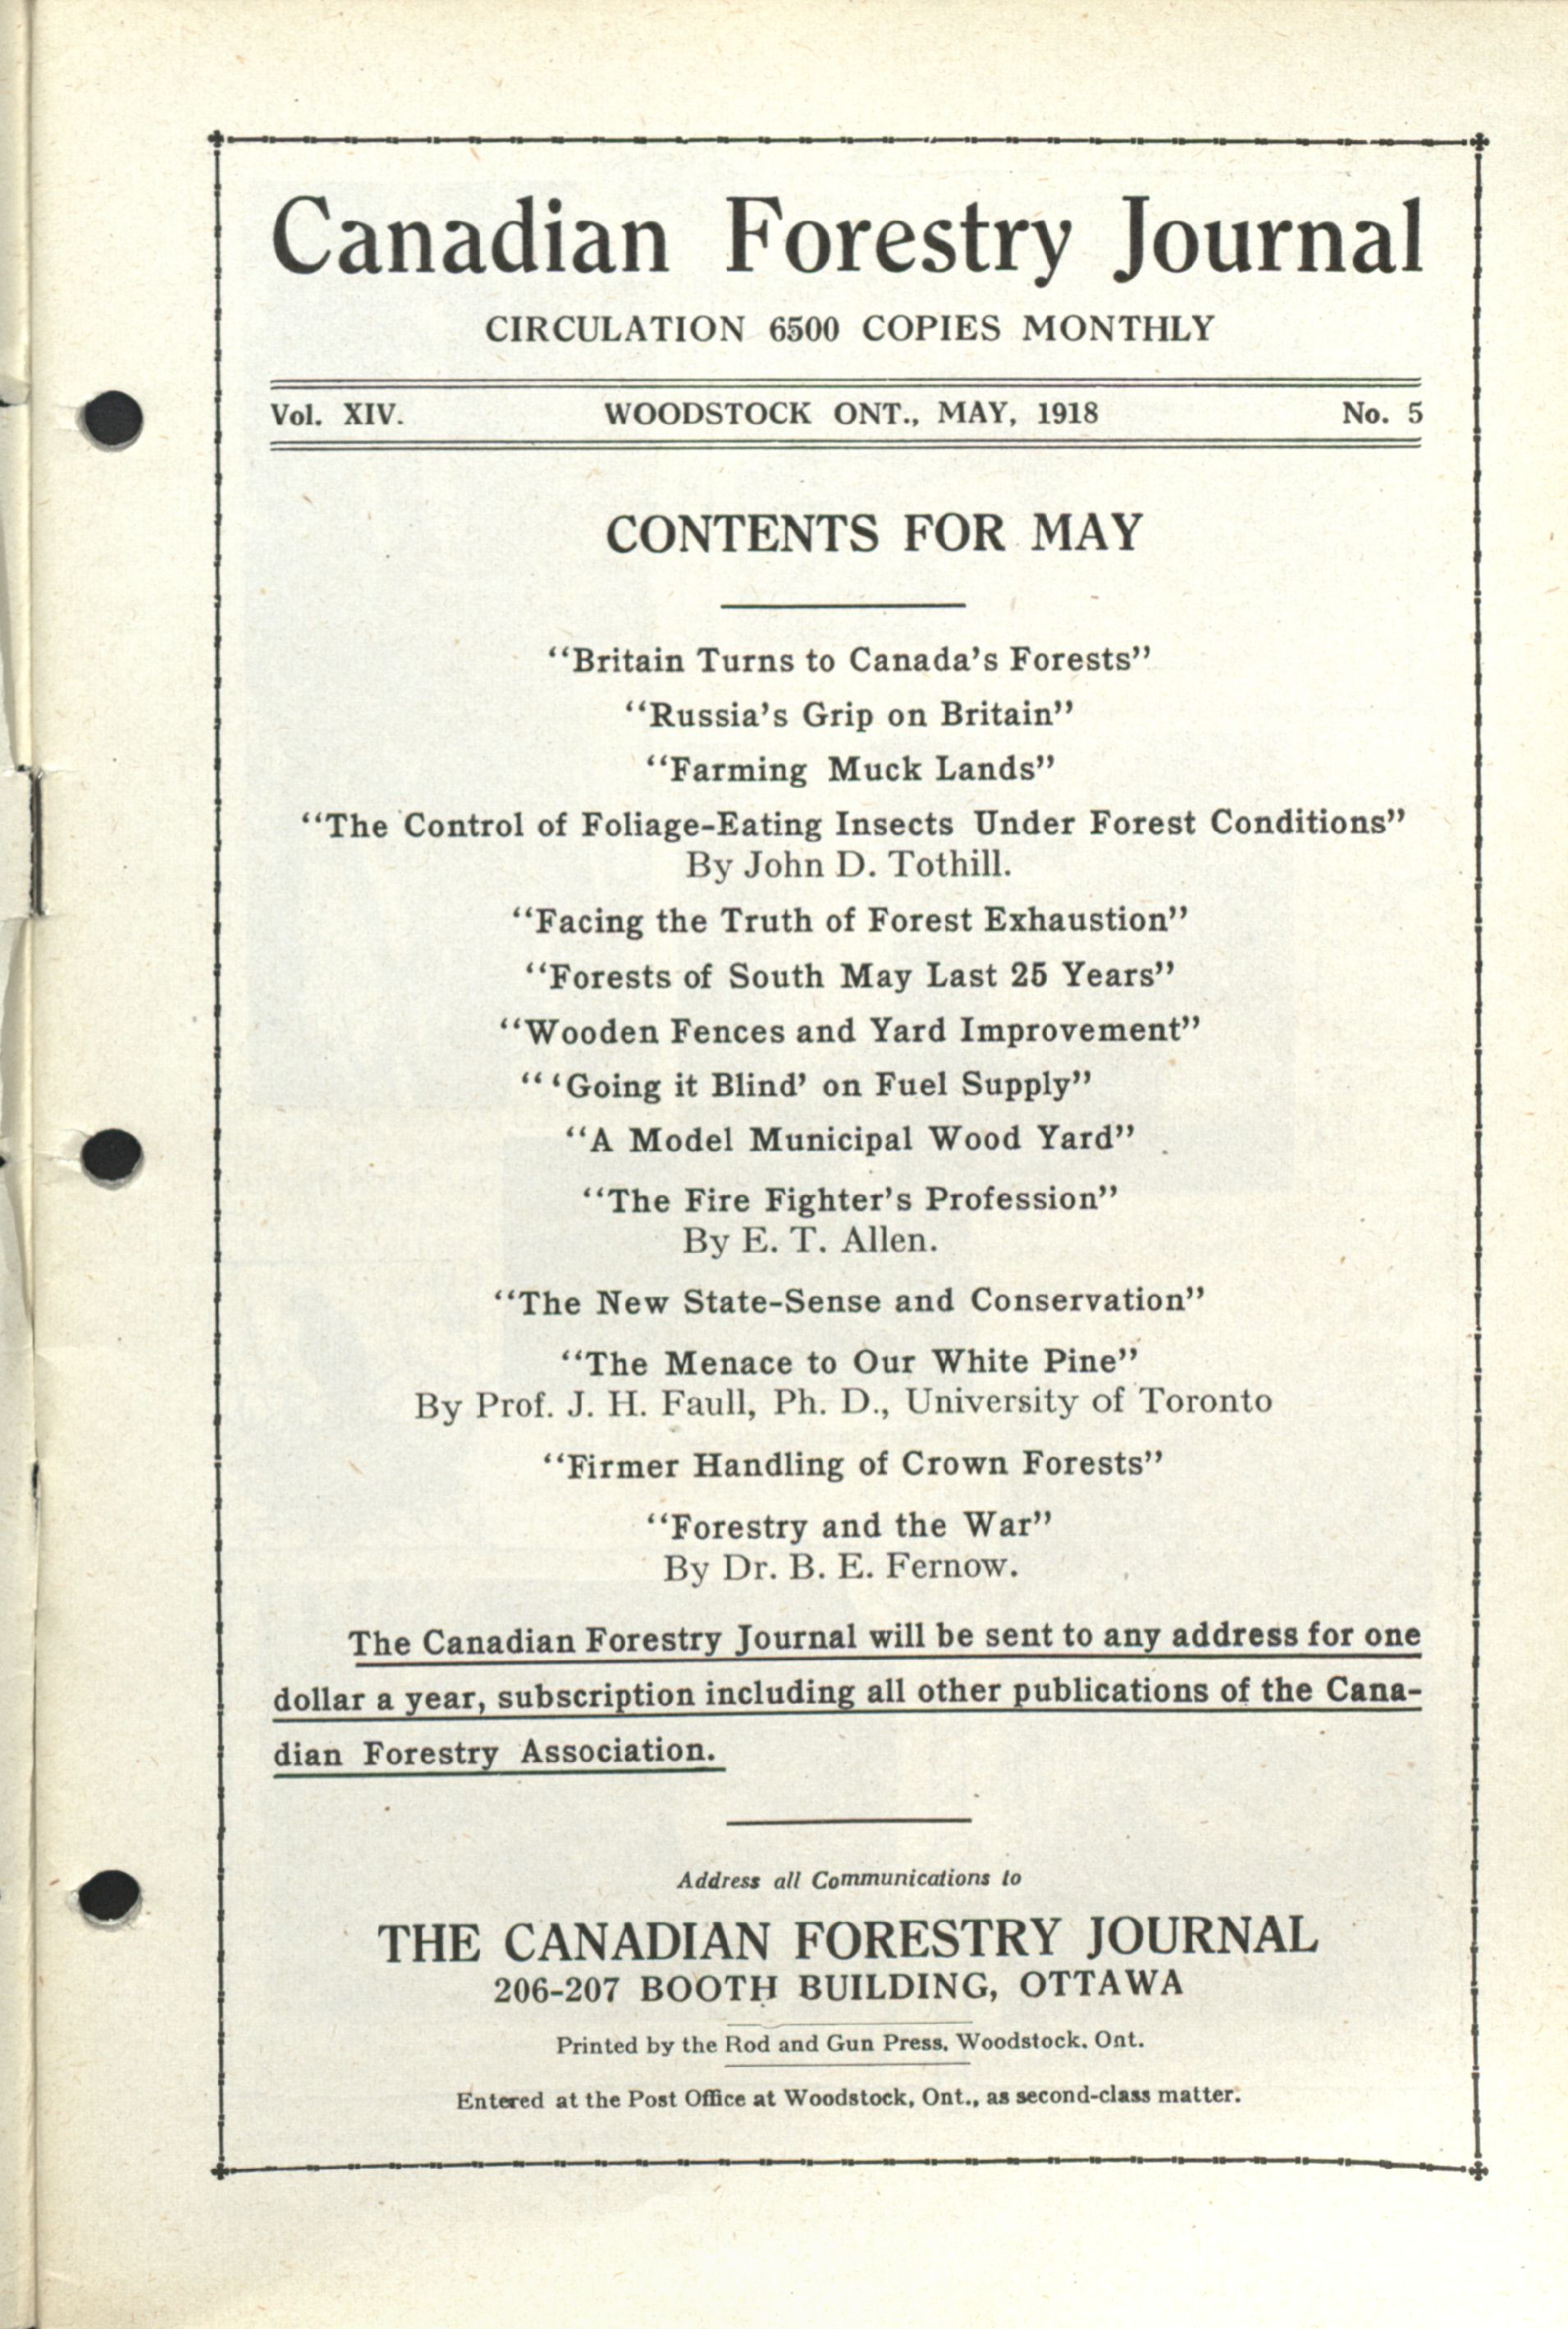 Canadian Forestry Journal
CIRCULATION 6500 COPIES MONTHLY
Vol. XIV. WOODSTOCK ONT., MAY, 1918 No. 5
CONTENTS FOR MAY
"Britain Turns to Canada's Forests"
"Russia's Grip on Britain"
"Farming Muck Lands"
"The Control of Foliage-Eating Insects Under Forest Conditions"
By John D. Tothill.
"Facing the Truth of Forest Exhaustion"
"Forests of South May Last 25 Years"
"Wooden Fences and Yard Improvement"
"'Going it Blind' on Fuel Supply"
"A Model Municipal Wood Yard"
"The Fire Fighter's Profession"
By E. T. Allen.
"The New State-Sense and Conservation"
"The Menace to Our White Pine"
By Prof. J. H. Faull, Ph. D., University of Toronto
"Firmer Handling of Crown Forests"
"Forestry and the War"
By Dr. B. E. Fernow.
The Canadian Forestry Journal will be sent to any address for one
dollar a year, subscription including all other publications of the Cana-
dian Forestry Association.
Address all Communications to
THE CANADIAN FORESTRY JOURNAL
206-207 BOOTH BUILDING, OTTAWA
Printed by the Rod and Gun Press, Woodstock, Ont.
Entered at the Post Office at Woodstock, Ont., as second-class matter.